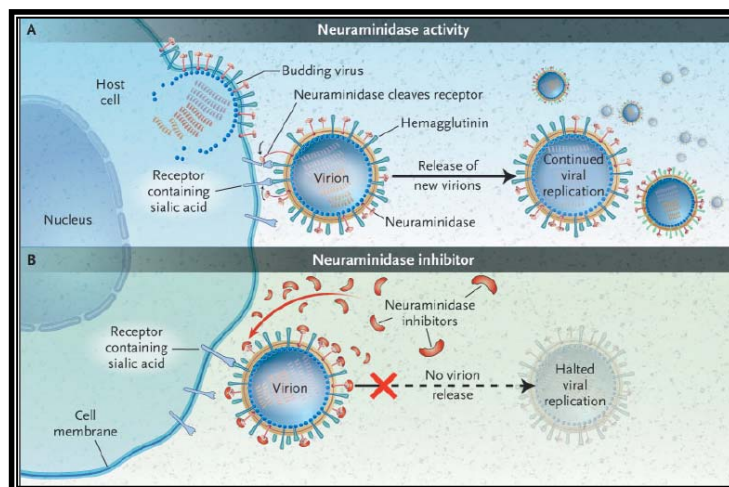 A
Neuraminidase activity
Host
cell
Budding virus
Neuraminidase cleaves receptor
Hemagglutinin
Receptor
containing
sialic acid
Virion
Release of
new virions
Continued
viral
replication
Nucleus
Neuraminidase
B
Neuraminidase inhibitor
Receptor
containing
sialic acid
Neuraminidase
inhibitors
Virion
No virion
release
Halted
viral
replication
Cell
membrane